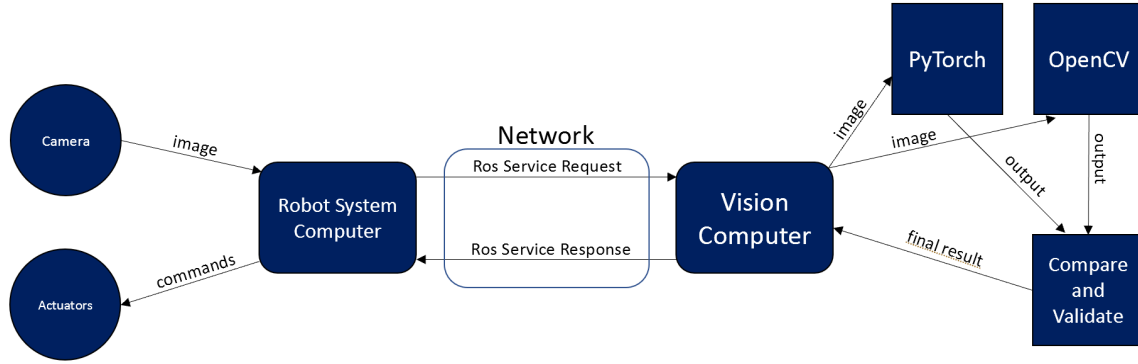 PyTorch
OpenCV
Camera
image
Network
image
image
output
output
Ros Service Request
Robot System
Computer
Vision
Computer
Ros Service Response
final result
commands
Actuators
Compare
and
Validate